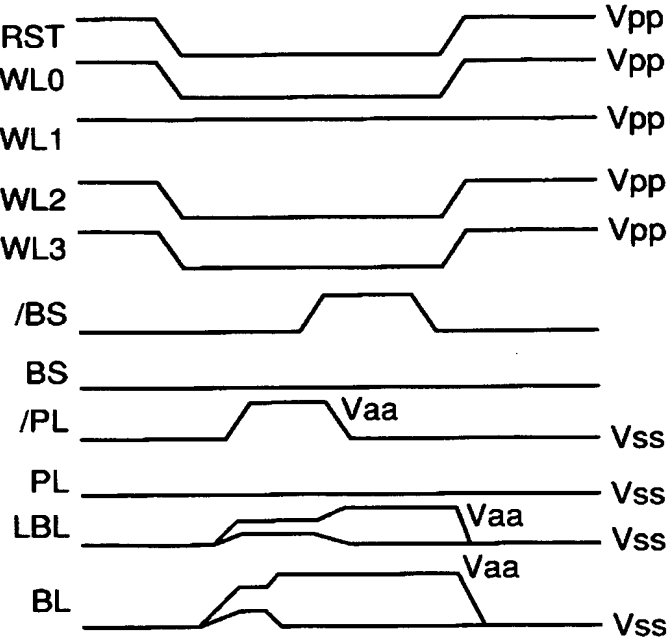 RST Vpp
WL0 Vpp
WL1 Vpp
WL2 Vpp
WL3 Vpp
/BS
BS
/PL Vaa Vss
PL Vss
LBL Vaa Vss
BL Vaa Vss